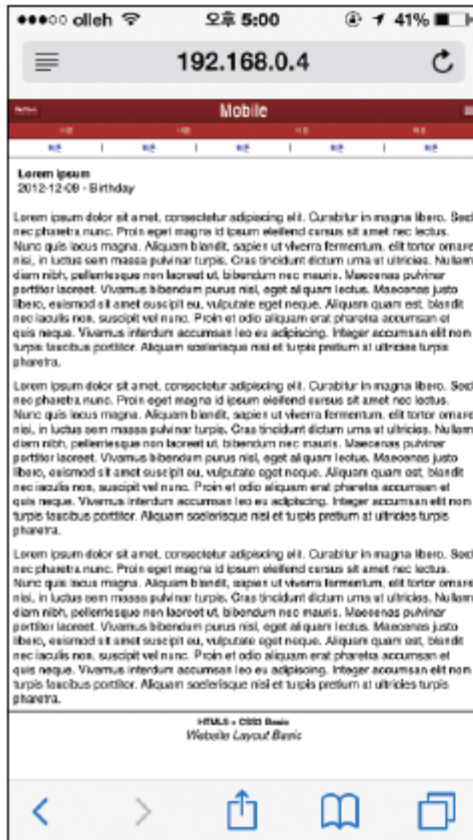 olleh 오후 5:00 41%
192.168.0.4
Mobile
버튼 | 버튼 | 버튼 | 버튼 | 버튼
Lorem ipsum
2012-12-09 - Birthday
Lorem ipsum dolor sit amet, consectetur adipiscing elit. Curabitur in magna libero. Sed
nec pharetra nunc. Proin eget magna id ipsum eleifend cursus sit amet nec lectus.
Nunc quis lacus magna. Aliquam blandit, sapien ut viverra fermentum, elit tortor ornare
nisi, in luctus sem massa pulvinar turpis. Cras tincidunt dictum urna ut ultricies. Nullam
diam nibh, pellentesque non laoreet ut, bibendum nec mauris. Maecenas pulvinar
porttitor laoreet. Vivamus bibendum purus nisl, eget aliquam lectus. Maecenas justo
libero, euismod sit amet suscipit eu, vulputate eget neque. Aliquam quam est, blandit
nec iaculis non, suscipit vel nunc. Proin et odio aliquam erat pharetra accumsan et
quis neque. Vivamus interdum accumsan leo eu adipiscing. Integer accumsan elit non
turpis faucibus porttitor. Aliquam scelerisque nisi et turpis pretium at ultricies turpis
pharetra.
Lorem ipsum dolor sit amet, consectetur adipiscing elit. Curabitur in magna libero. Sed
nec pharetra nunc. Proin eget magna id ipsum eleifend cursus sit amet nec lectus.
Nunc quis lacus magna. Aliquam blandit, sapien ut viverra fermentum, elit tortor ornare
nisi, in luctus sem massa pulvinar turpis. Cras tincidunt dictum urna ut ultricies. Nullam
diam nibh, pellentesque non laoreet ut, bibendum nec mauris. Maecenas pulvinar
porttitor laoreet. Vivamus bibendum purus nisl, eget aliquam lectus. Maecenas justo
libero, euismod sit amet suscipit eu, vulputate eget neque. Aliquam quam est, blandit
nec iaculis non, suscipit vel nunc. Proin et odio aliquam erat pharetra accumsan et
quis neque. Vivamus interdum accumsan leo eu adipiscing. Integer accumsan elit non
turpis faucibus porttitor. Aliquam scelerisque nisi et turpis pretium at ultricies turpis
pharetra.
Lorem ipsum dolor sit amet, consectetur adipiscing elit. Curabitur in magna libero. Sed
nec pharetra nunc. Proin eget magna id ipsum eleifend cursus sit amet nec lectus.
Nunc quis lacus magna. Aliquam blandit, sapien ut viverra fermentum, elit tortor ornare
nisi, in luctus sem massa pulvinar turpis. Cras tincidunt dictum urna ut ultricies. Nullam
diam nibh, pellentesque non laoreet ut, bibendum nec mauris. Maecenas pulvinar
porttitor laoreet. Vivamus bibendum purus nisl, eget aliquam lectus. Maecenas justo
libero, euismod sit amet suscipit eu, vulputate eget neque. Aliquam quam est, blandit
nec iaculis non, suscipit vel nunc. Proin et odio aliquam erat pharetra accumsan et
quis neque. Vivamus interdum accumsan leo eu adipiscing. Integer accumsan elit non
turpis faucibus porttitor. Aliquam scelerisque nisi et turpis pretium at ultricies turpis
pharetra.
HTML5 + CSS3 Basic
Website Layout Basic